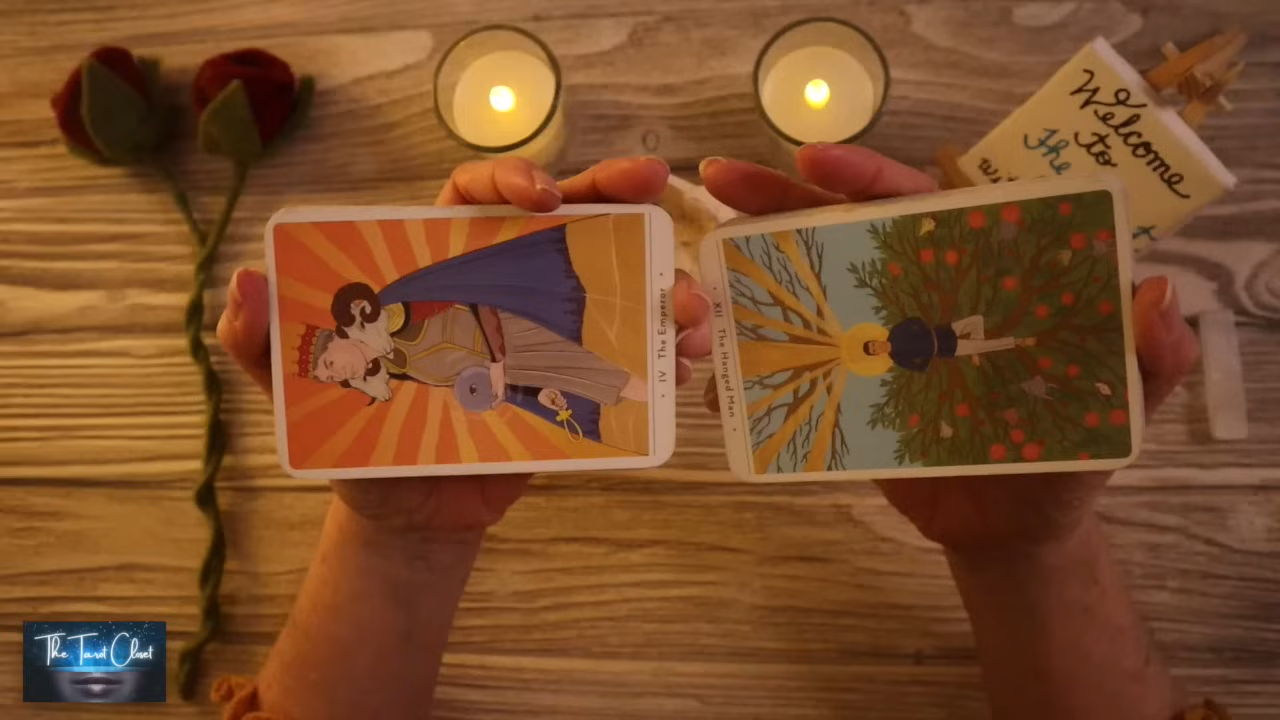 Welcome
to
The
• IV The Emperor •
• XII The Hanged Man •
The Tarot Closet